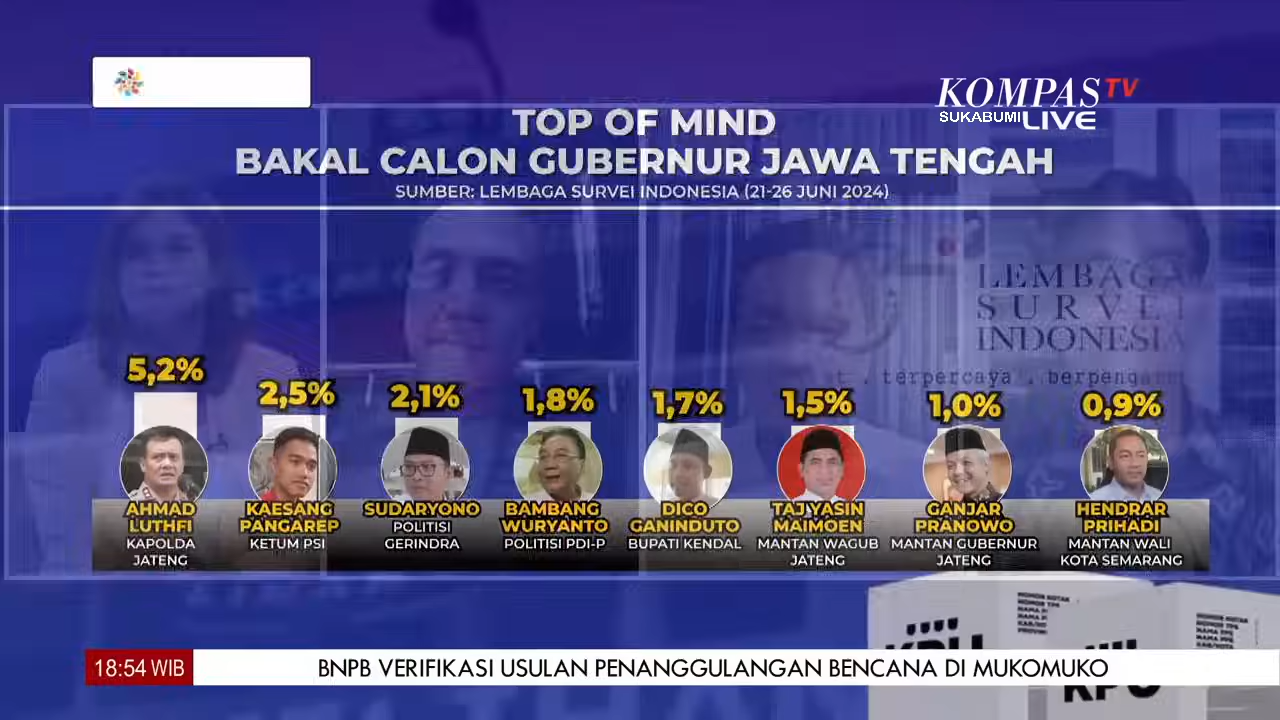 KOMPAS TV
SUKABUMI LIVE
TOP OF MIND
BAKAL CALON GUBERNUR JAWA TENGAH
SUMBER: LEMBAGA SURVEI INDONESIA (21-26 JUNI 2024)
LEMBAGA
SURVEI
INDONESIA
terpercaya
5,2%
AHMAD
LUTHFI
KAPOLDA
JATENG
2,5%
KAESANG
PANGAREP
KETUM PSI
2,1%
SUDARYONO
POLITISI
GERINDRA
1,8%
BAMBANG
WURYANTO
POLITISI PDI-P
1,7%
DICO
GANINDUTO
BUPATI KENDAL
1,5%
TAJ YASIN
MAIMOEN
MANTAN WAGUB
JATENG
1,0%
GANJAR
PRANOWO
MANTAN GUBERNUR
JATENG
0,9%
HENDRAR
PRIHADI
MANTAN WALI
KOTA SEMARANG
KPU
KPU
18:54 WIB
BNPB VERIFIKASI USULAN PENANGGULANGAN BENCANA DI MUKOMUKO